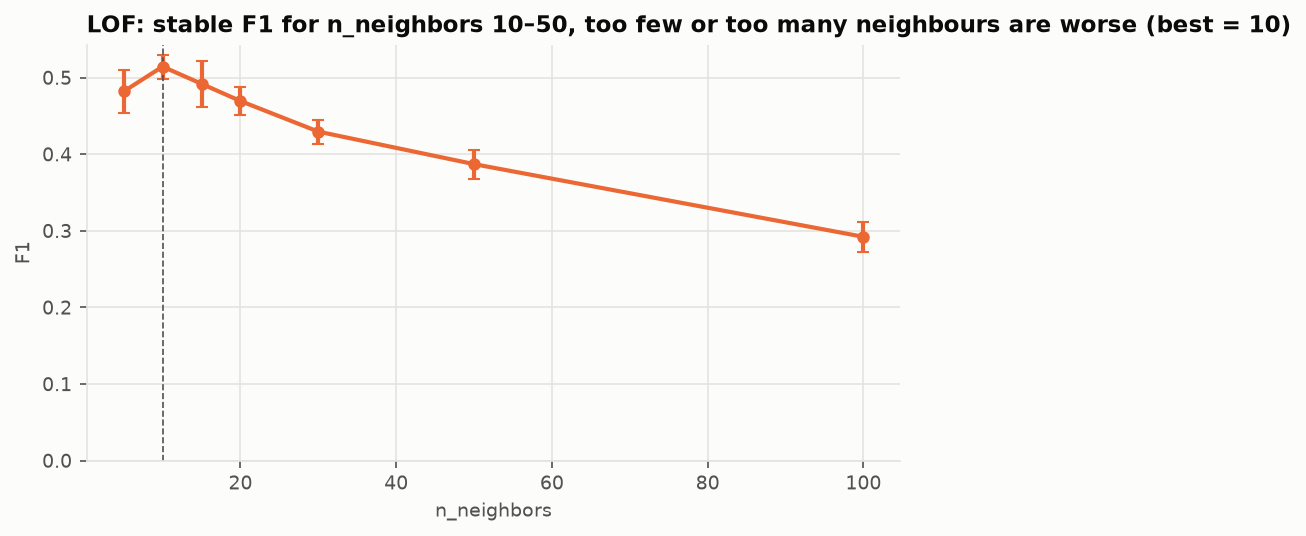 LOF: stable F1 for n_neighbors 10–50, too few or too many neighbours are worse (best = 10)
0.5
0.4
0.3
0.2
0.1
0.0
F1
20 40 60 80 100
n_neighbors